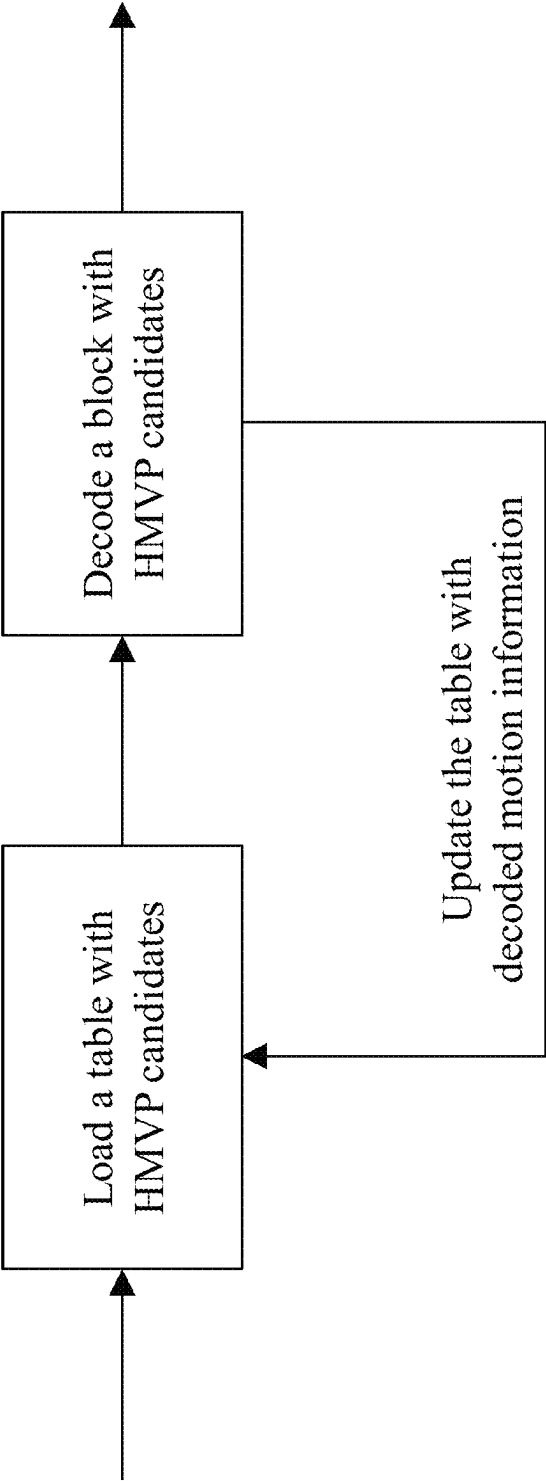 Load a table with
HMVP candidates
Decode a block with
HMVP candidates
Update the table with
decoded motion information